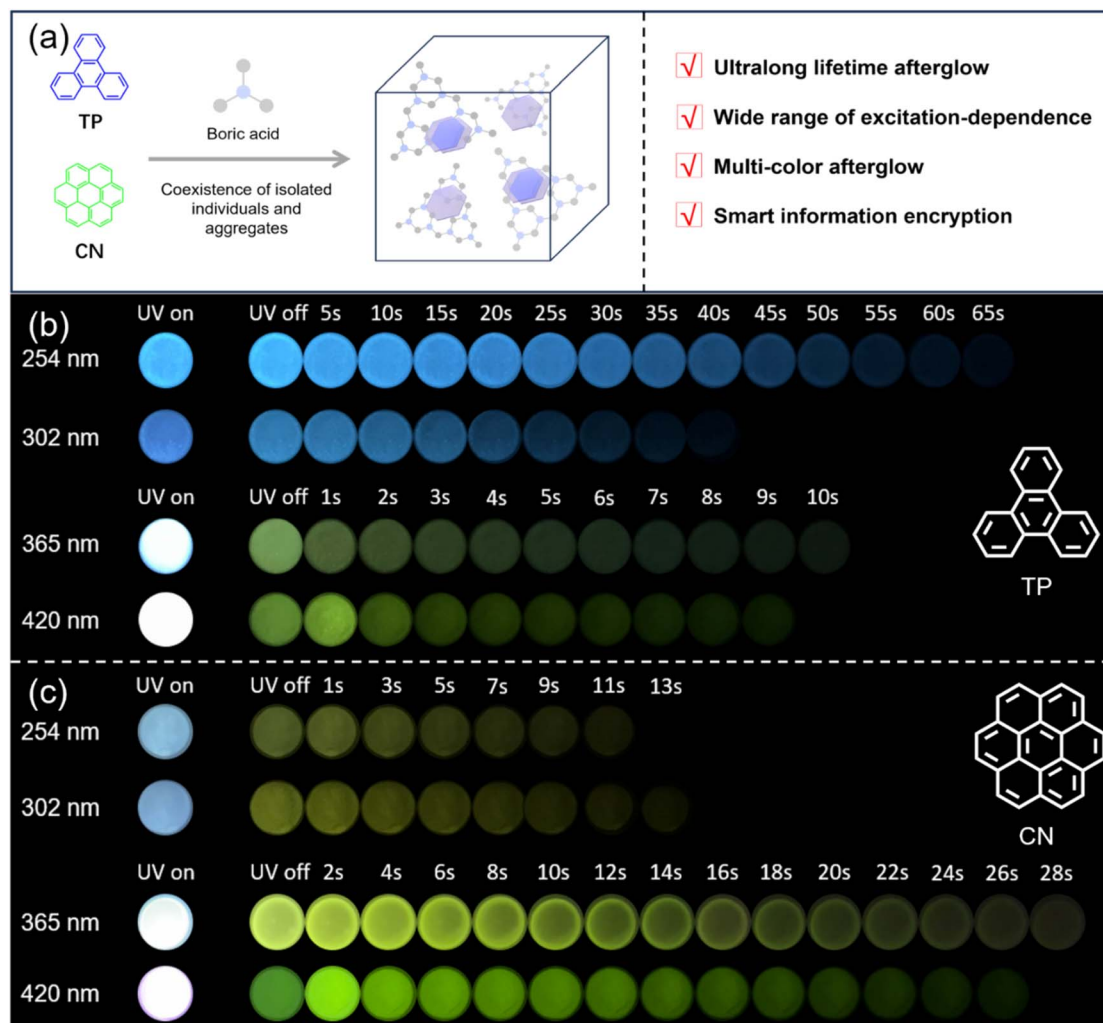 (a)
TP
CN
Boric acid
Coexistence of isolated
individuals and
aggregates
√ Ultralong lifetime afterglow
√ Wide range of excitation-dependence
√ Multi-color afterglow
√ Smart information encryption
(b)
UV on UV off 5s 10s 15s 20s 25s 30s 35s 40s 45s 50s 55s 60s 65s
254 nm
302 nm
UV on UV off 1s 2s 3s 4s 5s 6s 7s 8s 9s 10s
365 nm
420 nm
TP
(c)
UV on UV off 1s 3s 5s 7s 9s 11s 13s
254 nm
302 nm
CN
UV on UV off 2s 4s 6s 8s 10s 12s 14s 16s 18s 20s 22s 24s 26s 28s
365 nm
420 nm